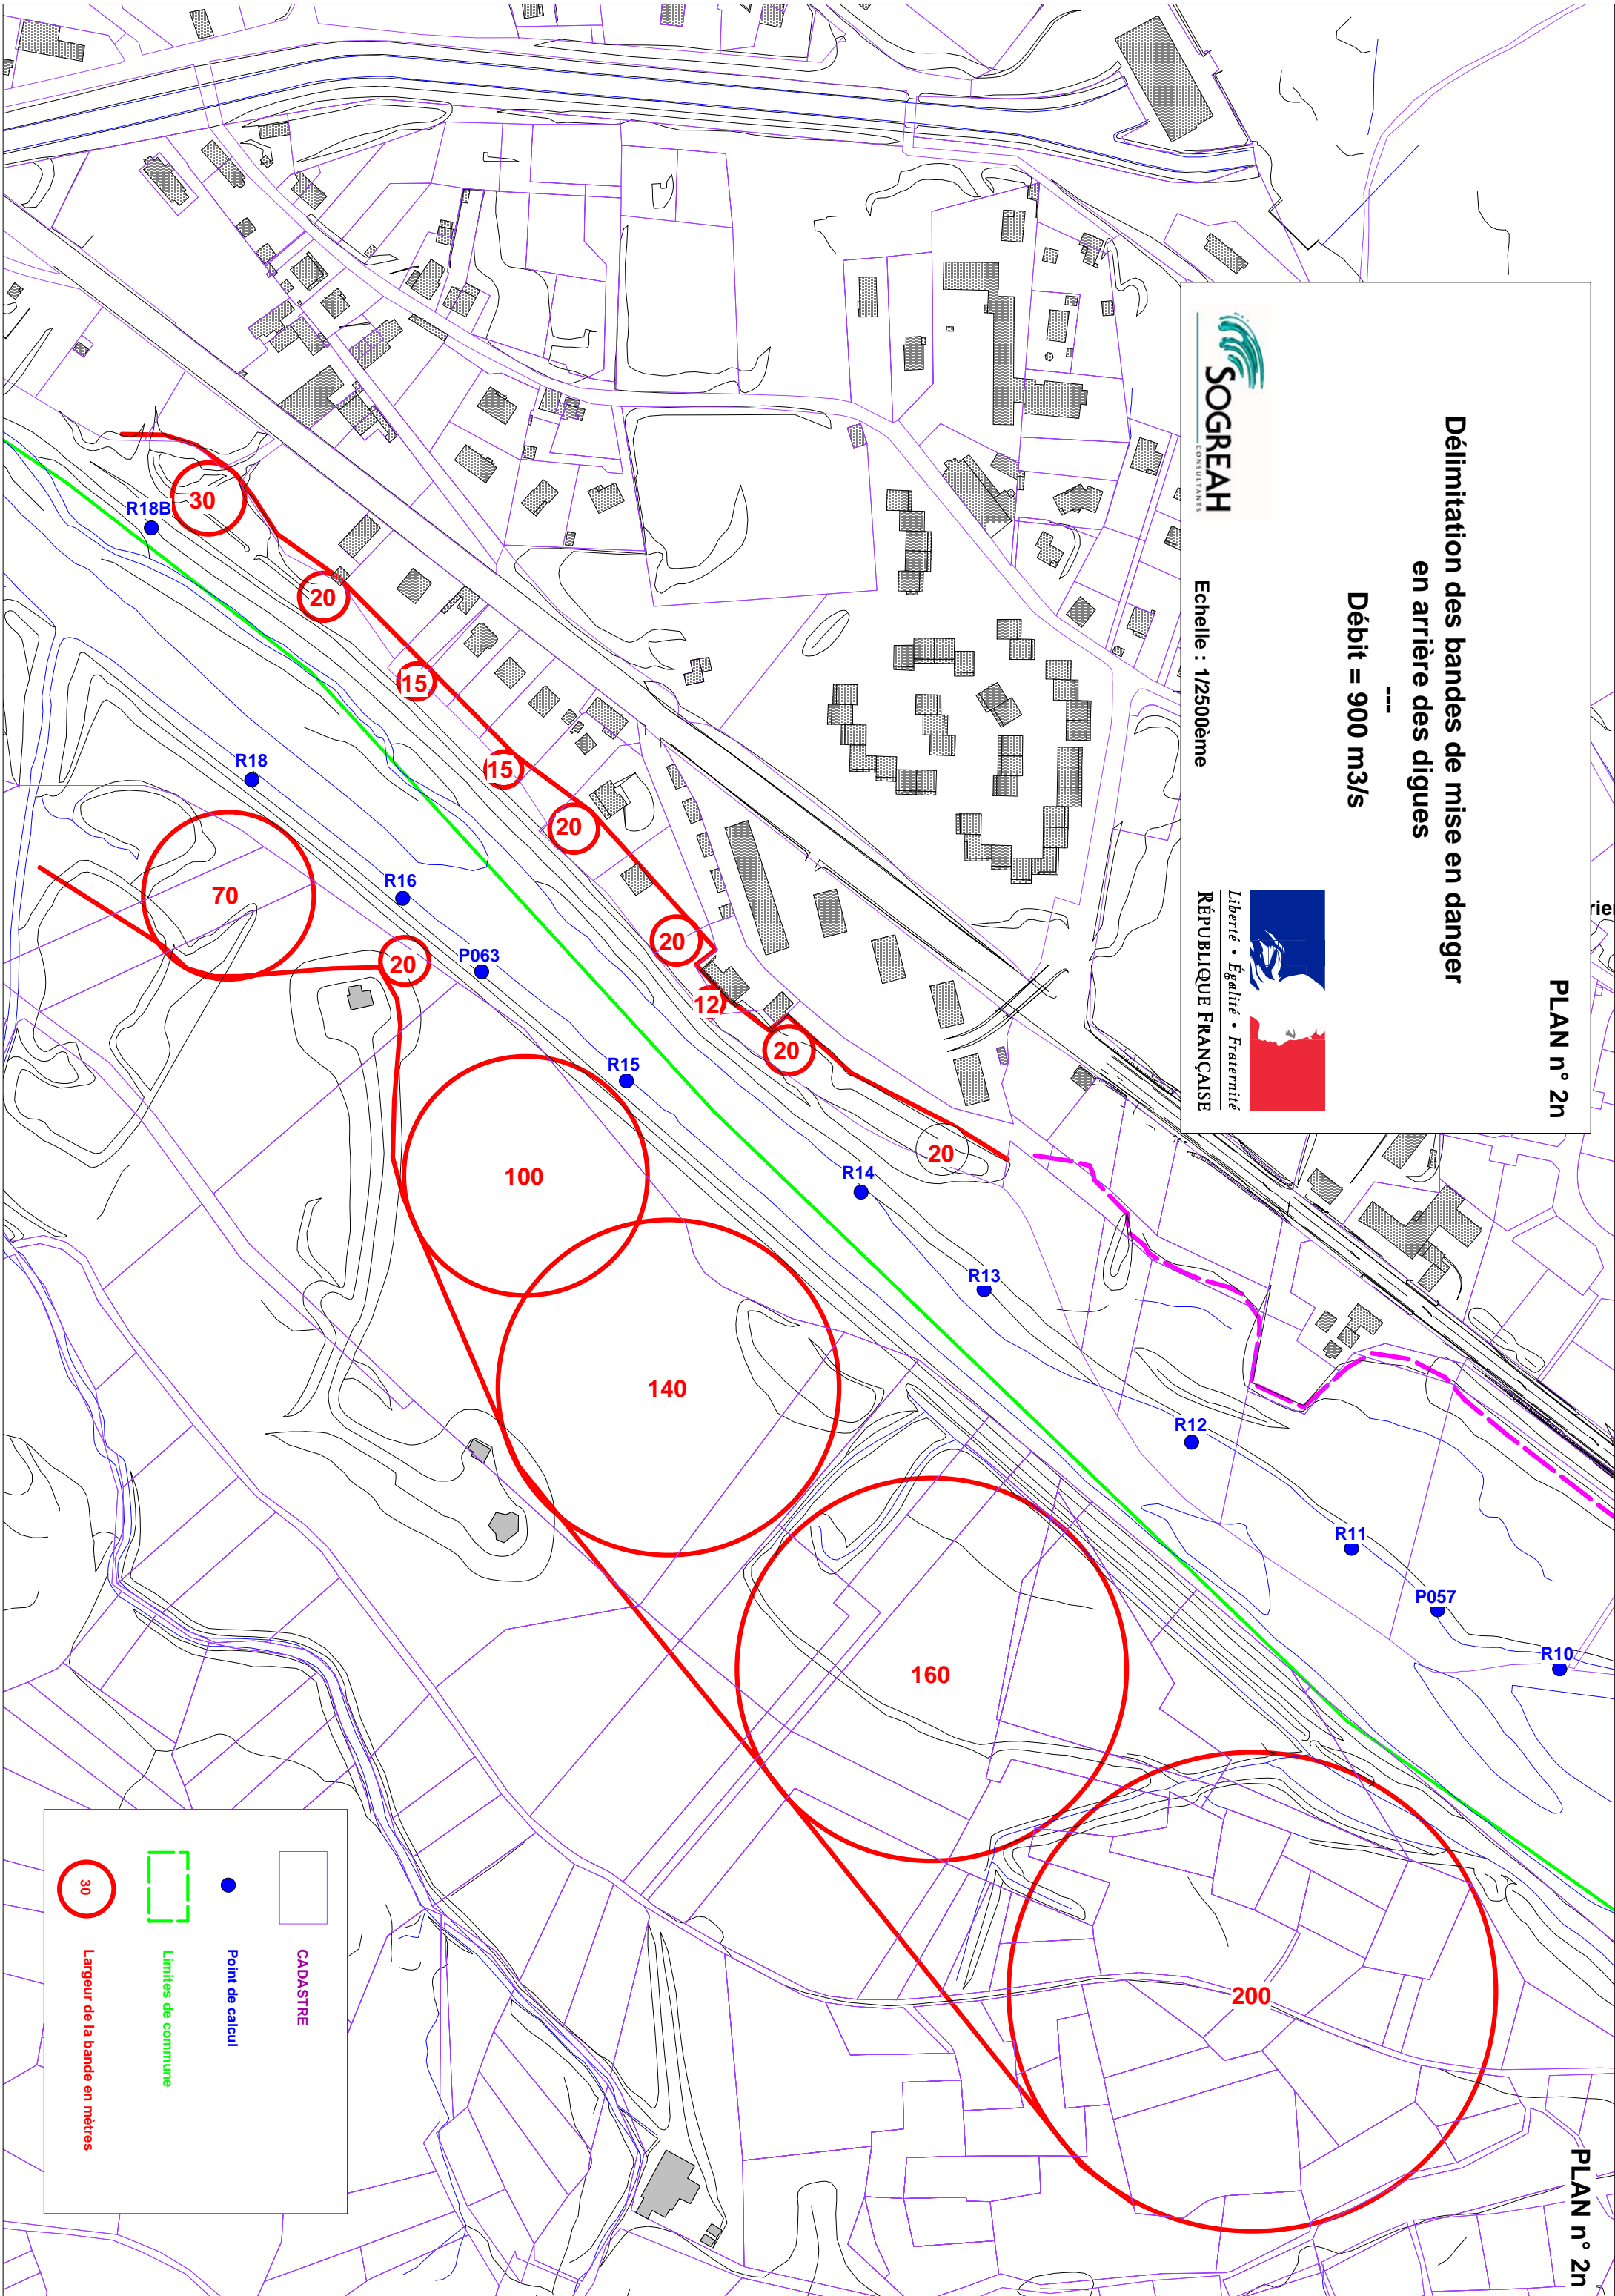 PLAN n° 2n
Délimitation des bandes de mise en danger
en arrière des digues
---
Débit = 900 m3/s
Echelle : 1/2500ème
SOGREAH
CONSULTANTS
Liberté • Égalité • Fraternité
RÉPUBLIQUE FRANÇAISE
R18B
30
20
15
15
20
20
12
20
20
R18
R16
P063
R15
R14
R13
R12
R11
P057
R10
70
20
100
140
160
200
CADASTRE
Point de calcul
Limites de commune
30
Largeur de la bande en mètres
PLAN n° 2n